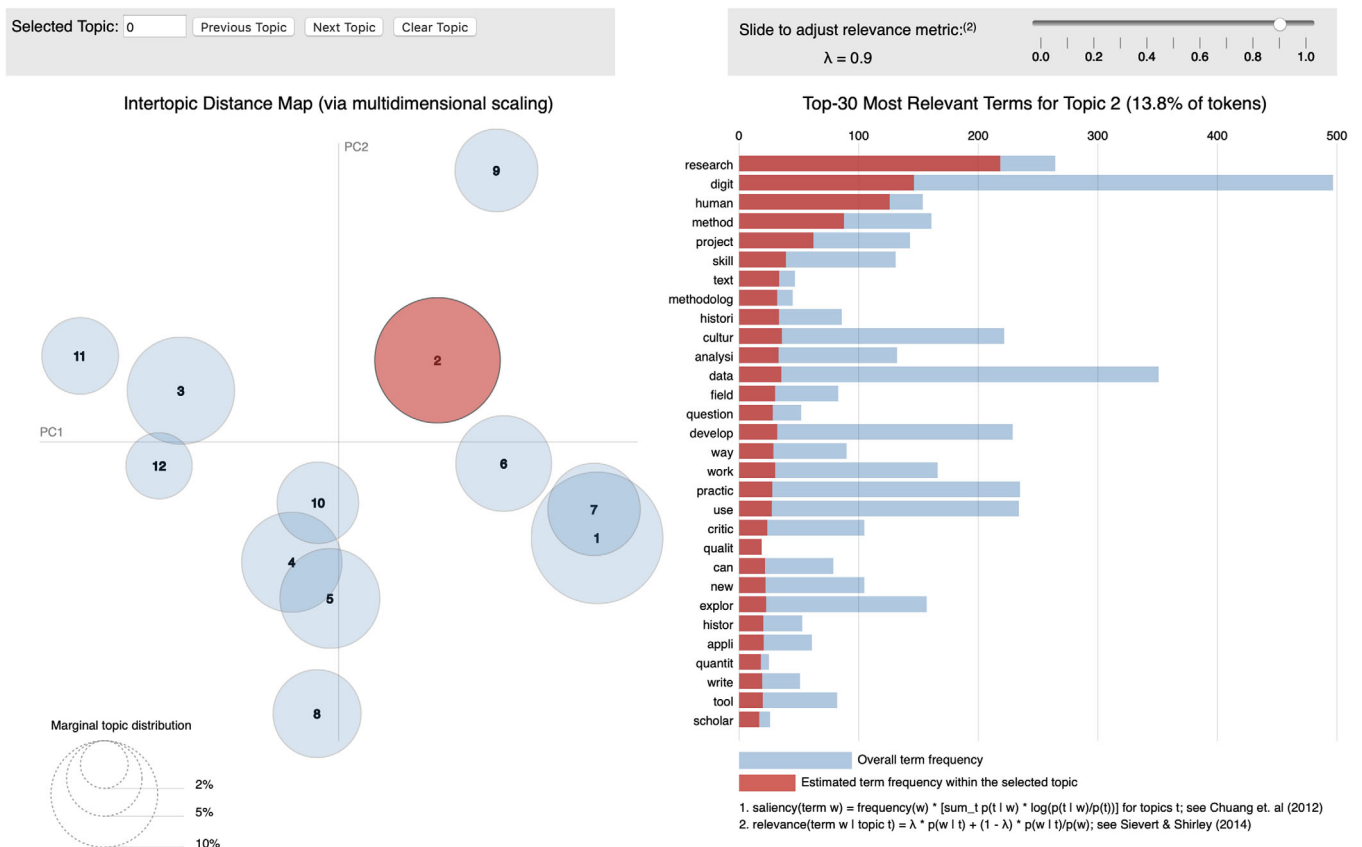 Selected Topic: 0 Previous Topic Next Topic Clear Topic
Slide to adjust relevance metric:(2)
λ = 0.9
0.0 0.2 0.4 0.6 0.8 1.0
Intertopic Distance Map (via multidimensional scaling)
PC2
PC1
9
2
11
3
12
6
10
7
1
4
5
8
Marginal topic distribution
2%
5%
10%
Top-30 Most Relevant Terms for Topic 2 (13.8% of tokens)
0 100 200 300 400 500
research
digit
human
method
project
skill
text
methodolog
histori
cultur
analysi
data
field
question
develop
way
work
practic
use
critic
qualit
can
new
explor
histor
appli
quantit
write
tool
scholar
Overall term frequency
Estimated term frequency within the selected topic
1. saliency(term w) = frequency(w) * [sum_t p(t | w) * log(p(t | w)/p(t))] for topics t; see Chuang et. al (2012)
2. relevance(term w | topic t) = λ * p(w | t) + (1 - λ) * p(w | t)/p(w); see Sievert & Shirley (2014)